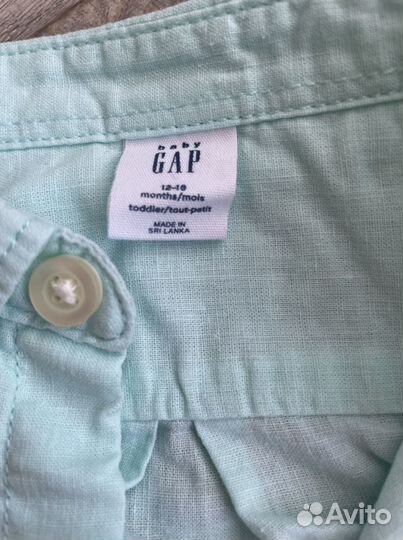 baby
GAP
12-18
months/mois
toddler/tout-petit
MADE IN
SRI LANKA
Avito